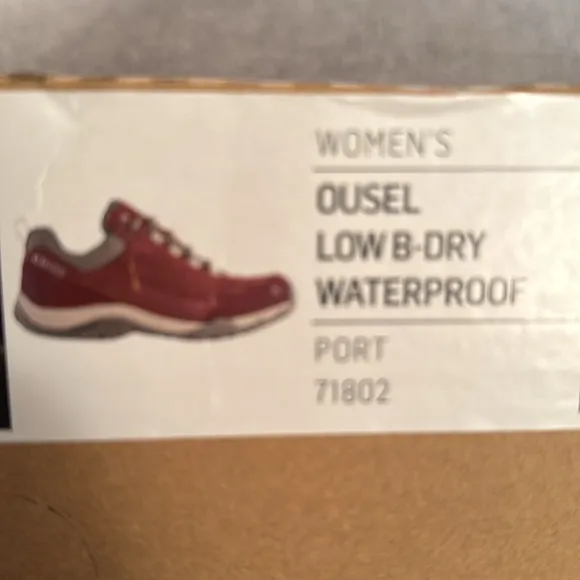 WOMEN'S
OUSEL
LOW B-DRY
WATERPROOF
PORT
71802